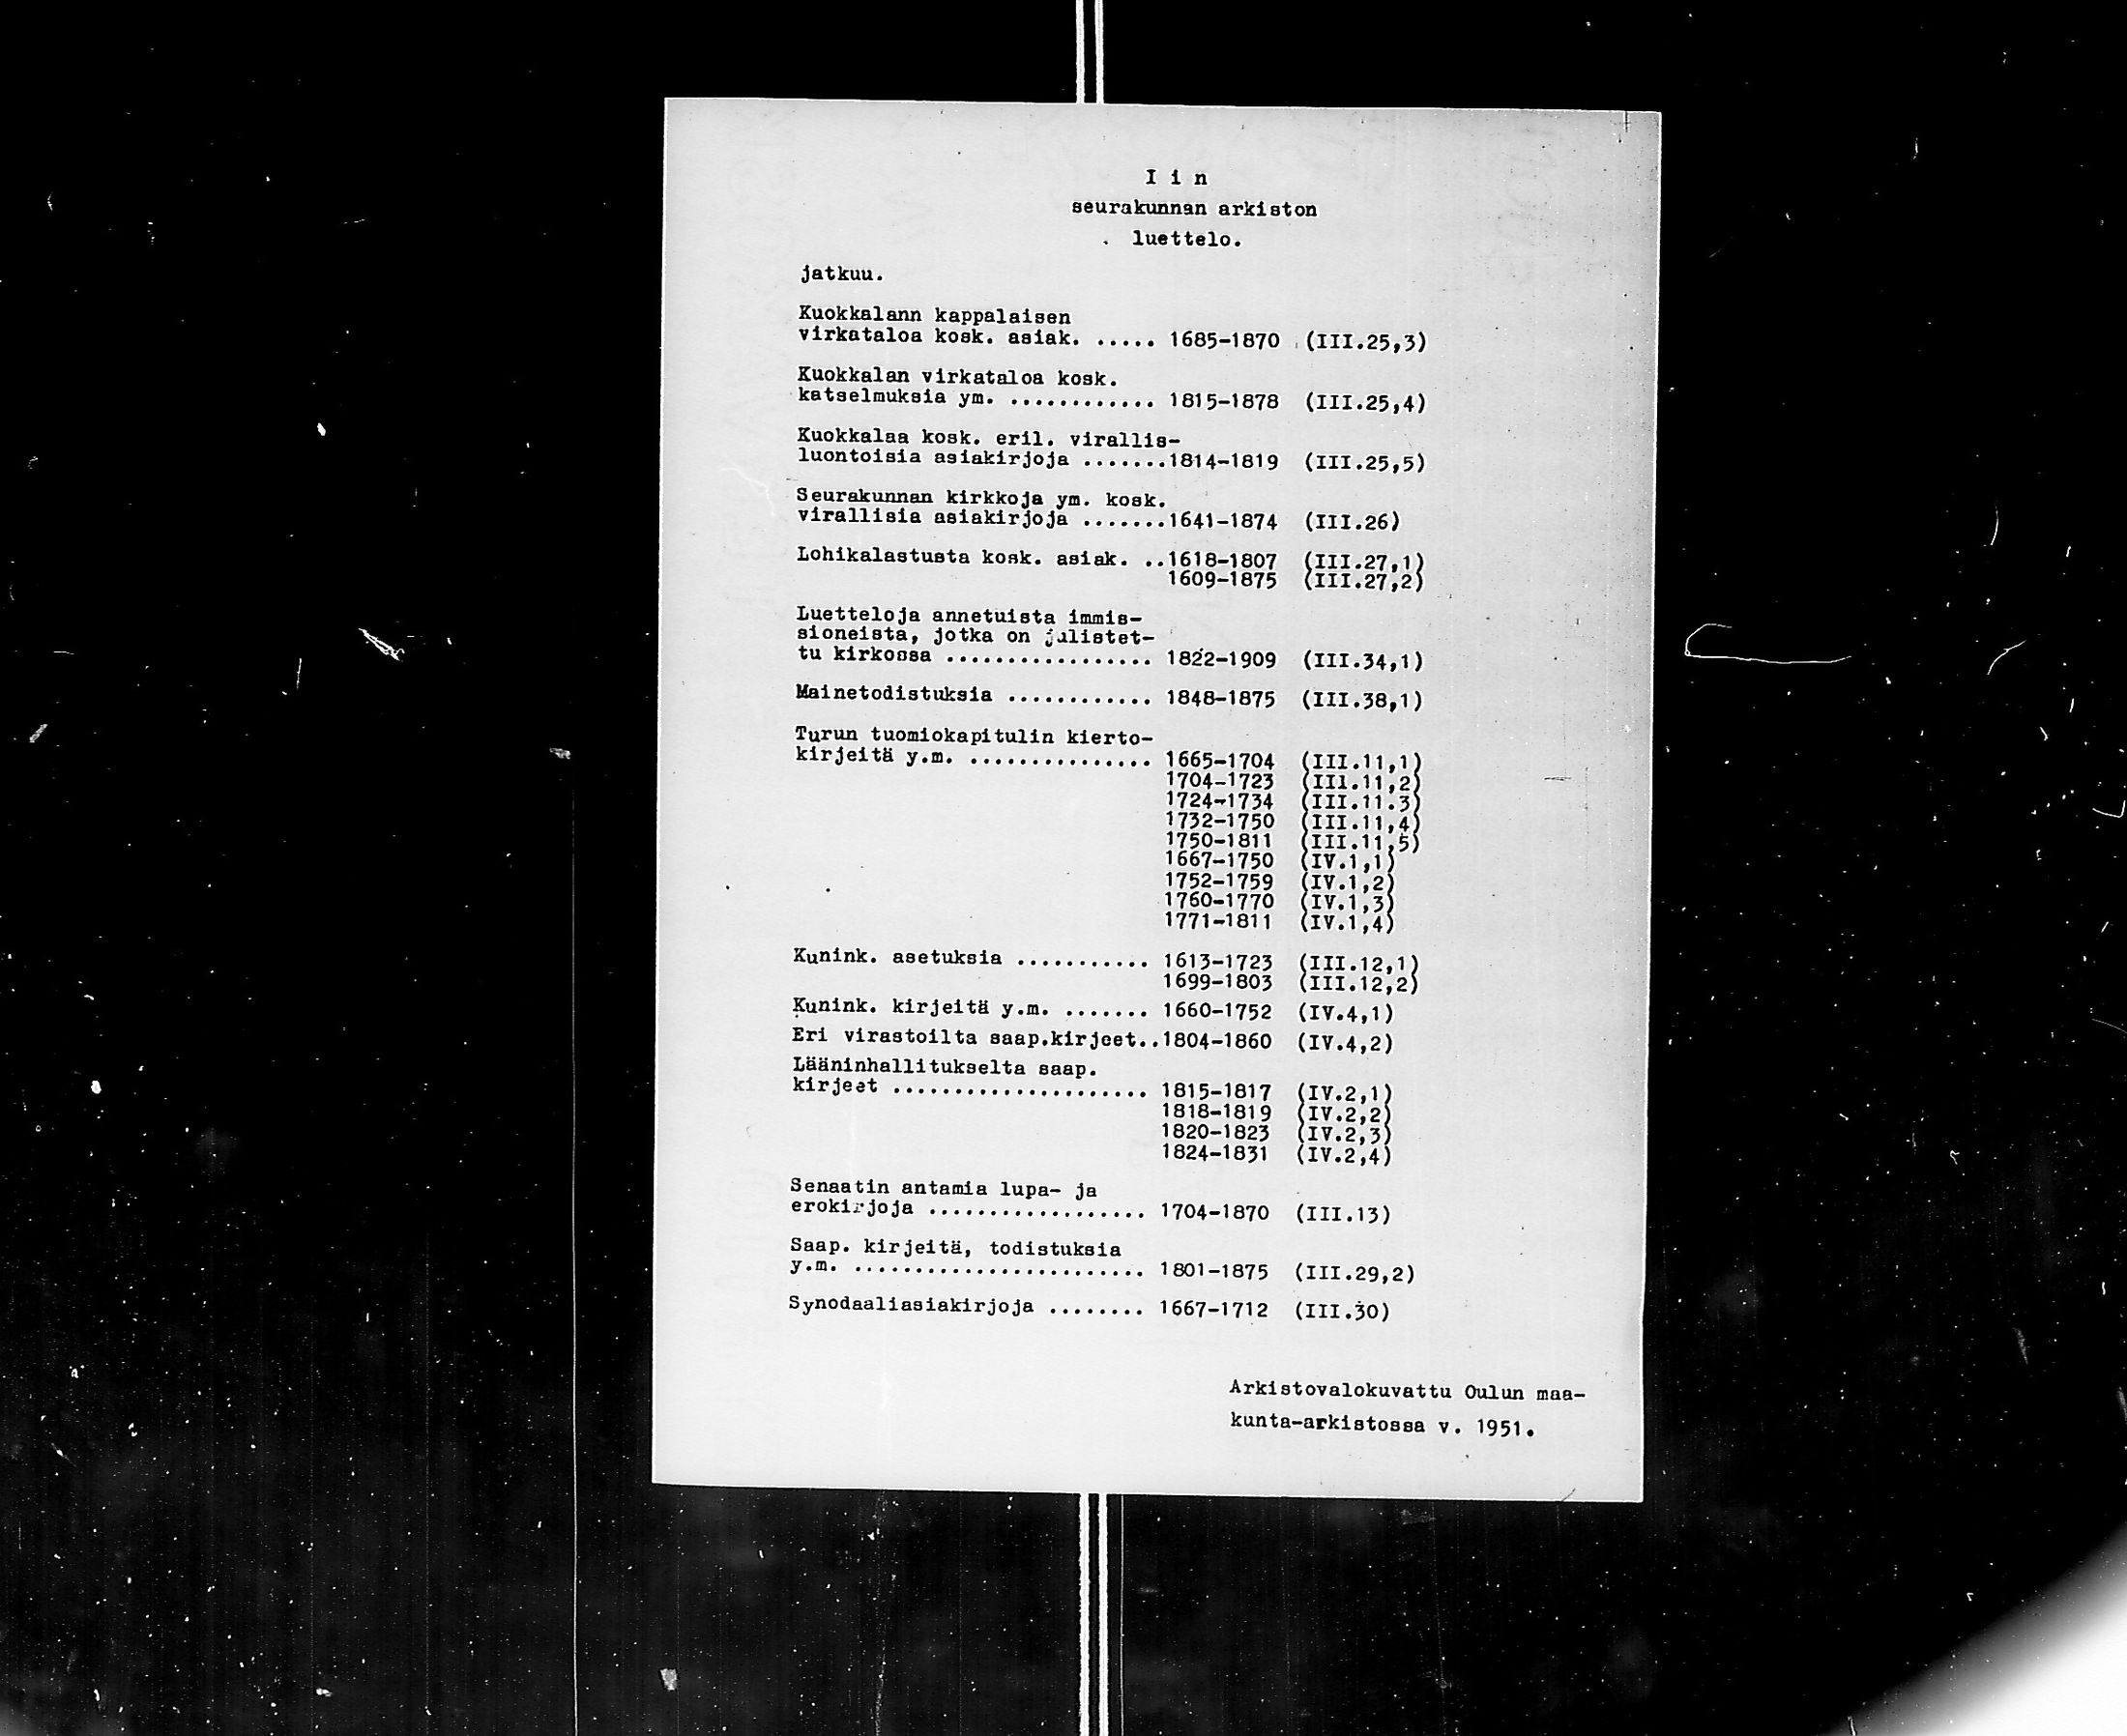 I i n
seurakunnan arkiston
luettelo.
jatkuu.
Kuokkalann kappalaisen
virkataloa kosk. asiak. ..... 1685-1870 (III.25,3)
Kuokkalan virkataloa kosk.
katselmuksia ym. ............ 1815-1878 (III.25,4)
Kuokkalaa kosk. eril. virallis-
luontoisia asiakirjoja .......1814-1819 (III.25,5)
Seurakunnan kirkkoja ym. kosk.
virallisia asiakirjoja .......1641-1874 (III.26)
Lohikalastusta kosk. asiak. ..1618-1807 (III.27,1)
1609-1875 (III.27,2)
Luetteloja annetuista immis-
sioneista, jotka on julistet-
tu kirkossa ................. 1822-1909 (III.34,1)
Mainetodistuksia ............ 1848-1875 (III.38,1)
Turun tuomiokapitulin kierto-
kirjeitä y.m. ............... 1665-1704 (III.11,1)
1704-1723 (III.11,2)
1724-1734 (III.11.3)
1732-1750 (III.11,4)
1750-1811 (III.11,5)
1667-1750 (IV.1,1)
1752-1759 (IV.1,2)
1760-1770 (IV.1,3)
1771-1811 (IV.1,4)
Kunink. asetuksia ........... 1613-1723 (III.12,1)
1699-1803 (III.12,2)
Kunink. kirjeitä y.m. ....... 1660-1752 (IV.4,1)
Eri virastoilta saap.kirjeet..1804-1860 (IV.4,2)
Lääninhallitukselta saap.
kirjeet ..................... 1815-1817 (IV.2,1)
1818-1819 (IV.2,2)
1820-1823 (IV.2,3)
1824-1831 (IV.2,4)
Senaatin antamia lupa- ja
erokirjoja .................. 1704-1870 (III.13)
Saap. kirjeitä, todistuksia
y.m. ........................ 1801-1875 (III.29,2)
Synodaaliasiakirjoja ........ 1667-1712 (III.30)
Arkistovalokuvattu Oulun maa-
kunta-arkistossa v. 1951.